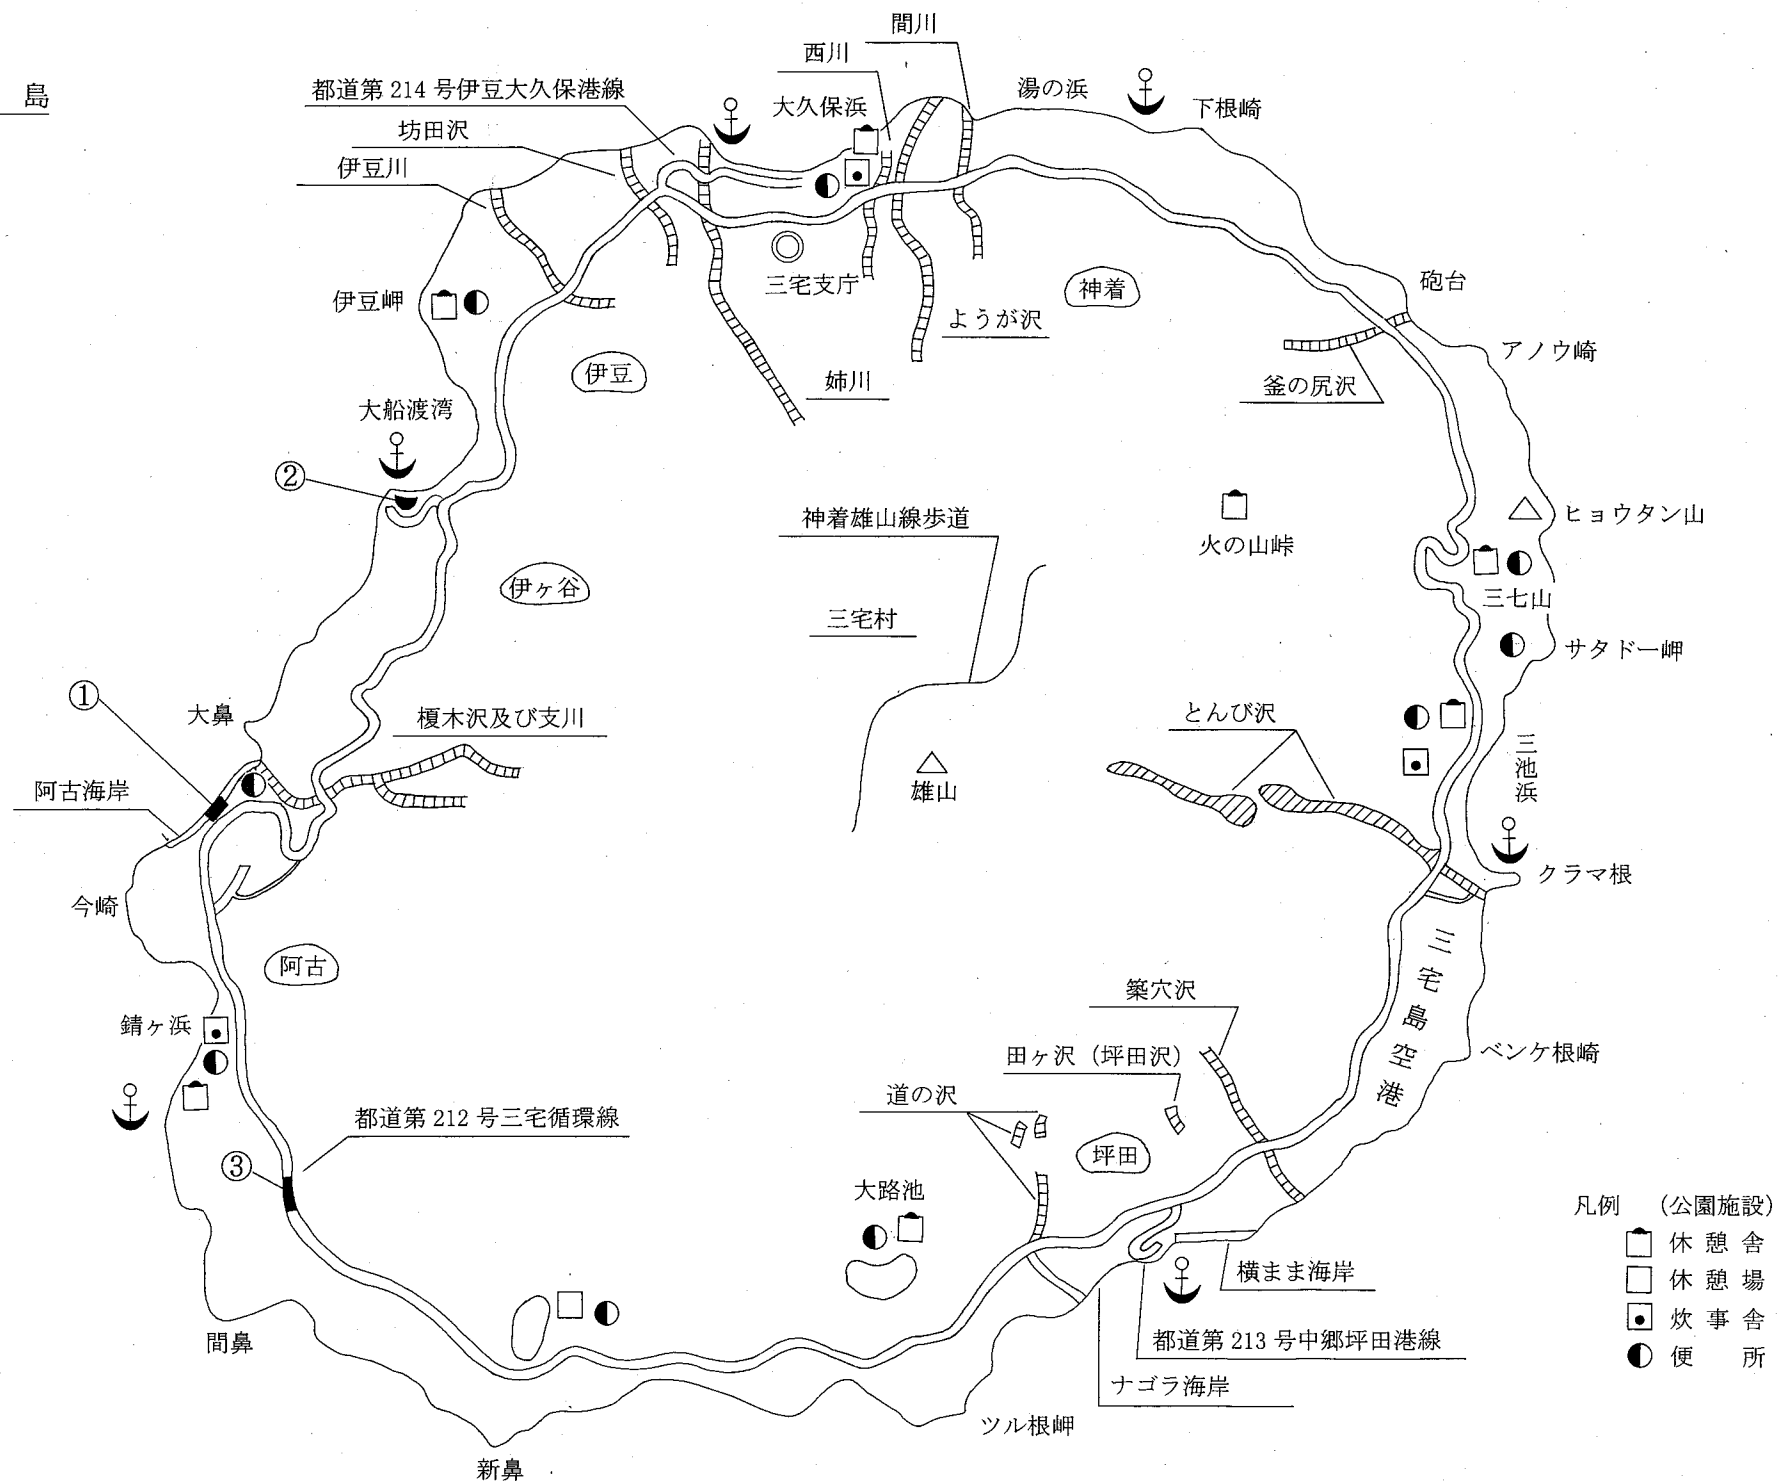 島
間川
西川
都道第214号伊豆大久保港線
大久保浜
湯の浜
下根崎
坊田沢
伊豆川
三宅支庁
神着
砲台
伊豆岬
ようが沢
アノウ崎
伊豆
姉川
釜の尻沢
大船渡湾
②
神着雄山線歩道
火の山峠
ヒョウタン山
伊ヶ谷
三宅村
三七山
サタドー岬
①
大鼻
榎木沢及び支川
とんび沢
三池浜
阿古海岸
雄山
クラマ根
今崎
阿古
三宅島空港
築穴沢
錆ヶ浜
田ヶ沢（坪田沢）
ベンケ根崎
道の沢
都道第212号三宅循環線
坪田
③
大路池
凡例　（公園施設）
休憩舎
休憩場
炊事舎
便所
横まま海岸
間鼻
都道第213号中郷坪田港線
ナゴラ海岸
ツル根岬
新鼻